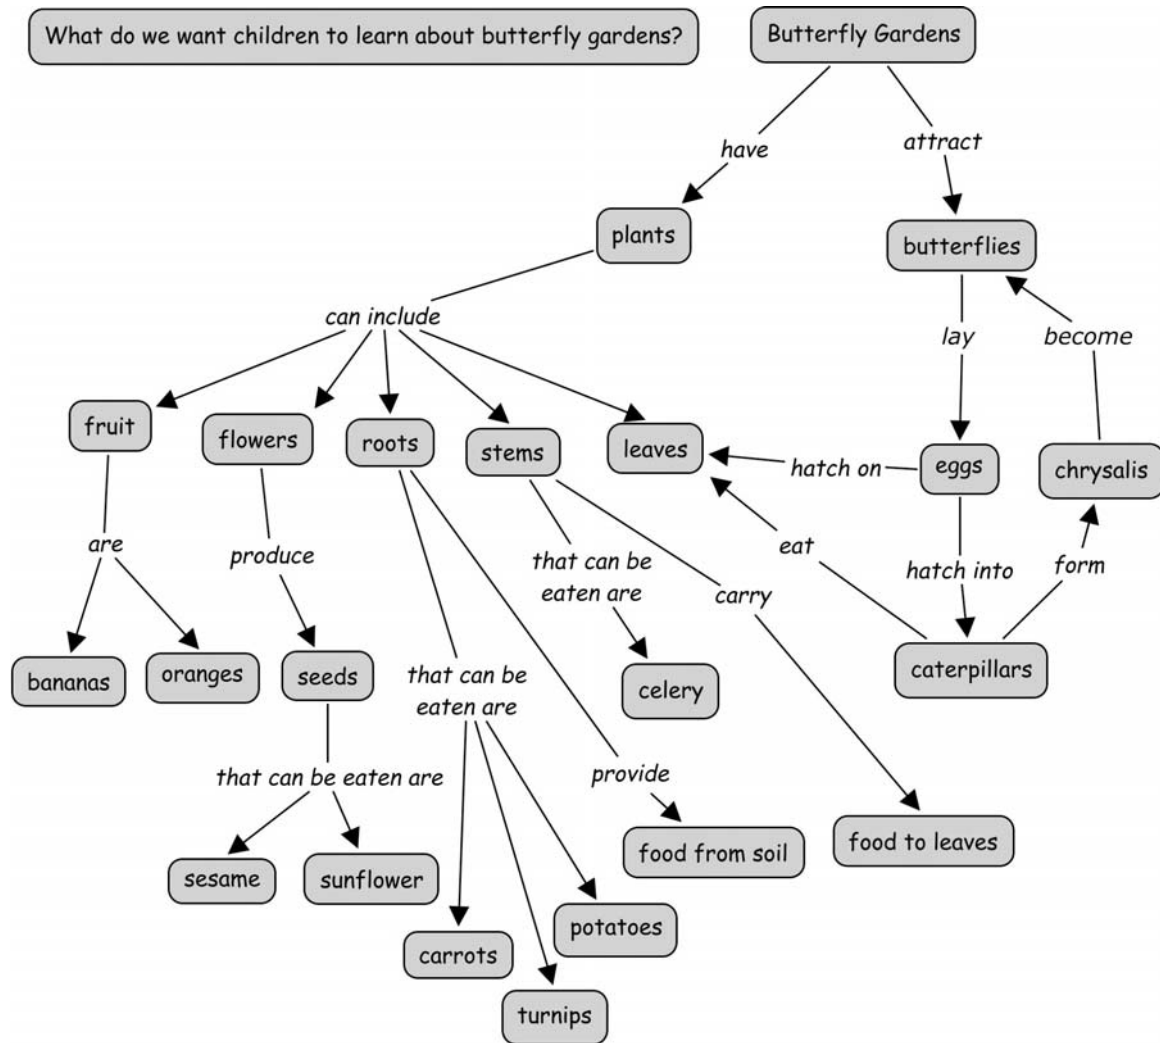 What do we want children to learn about butterfly gardens?
Butterfly Gardens
have
attract
plants
butterflies
can include
lay
become
fruit
flowers
roots
stems
leaves
hatch on
eggs
chrysalis
are
produce
that can be
eaten are
eat
carry
hatch into
form
bananas
oranges
seeds
that can be
eaten are
celery
caterpillars
that can be eaten are
provide
sesame
sunflower
food from soil
food to leaves
carrots
potatoes
turnips